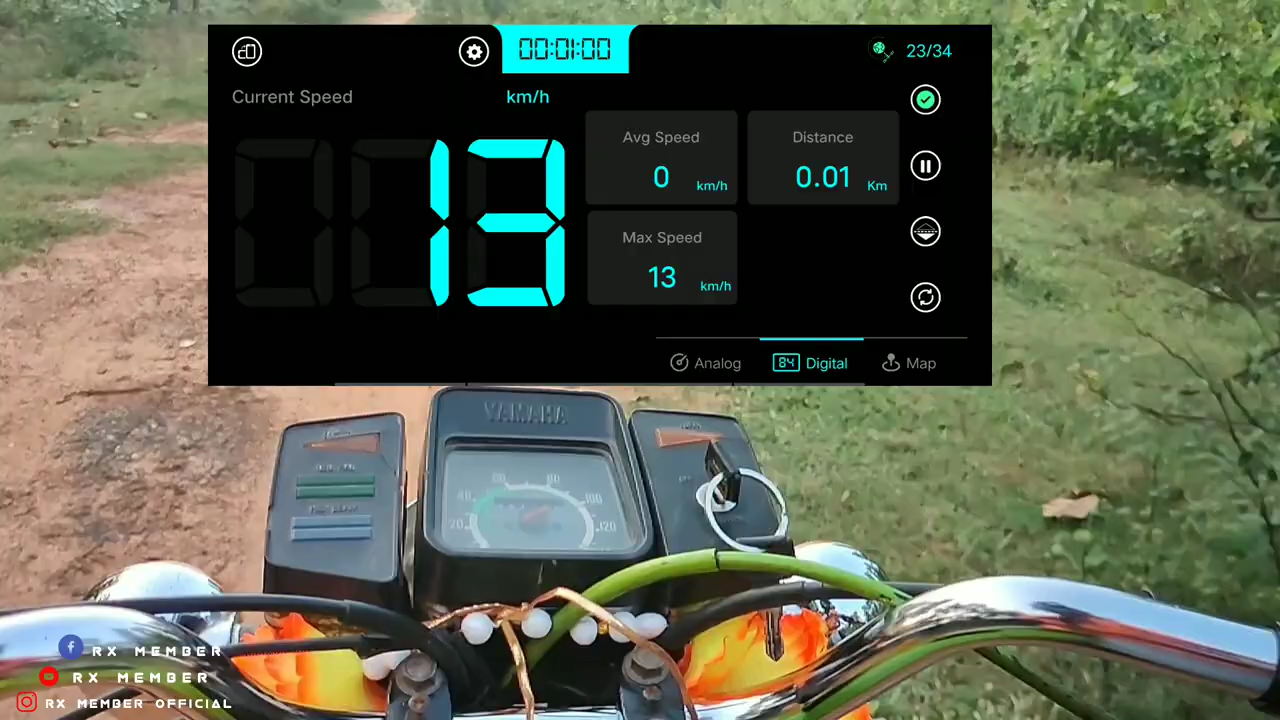 00:01:00
23/34
Current Speed
km/h
13
Avg Speed
0 km/h
Distance
0.01 Km
Max Speed
13 km/h
84
Analog
Digital
Map
YAMAHA
20 40 60 80 100 120
RX MEMBER
RX MEMBER
RX MEMBER OFFICIAL